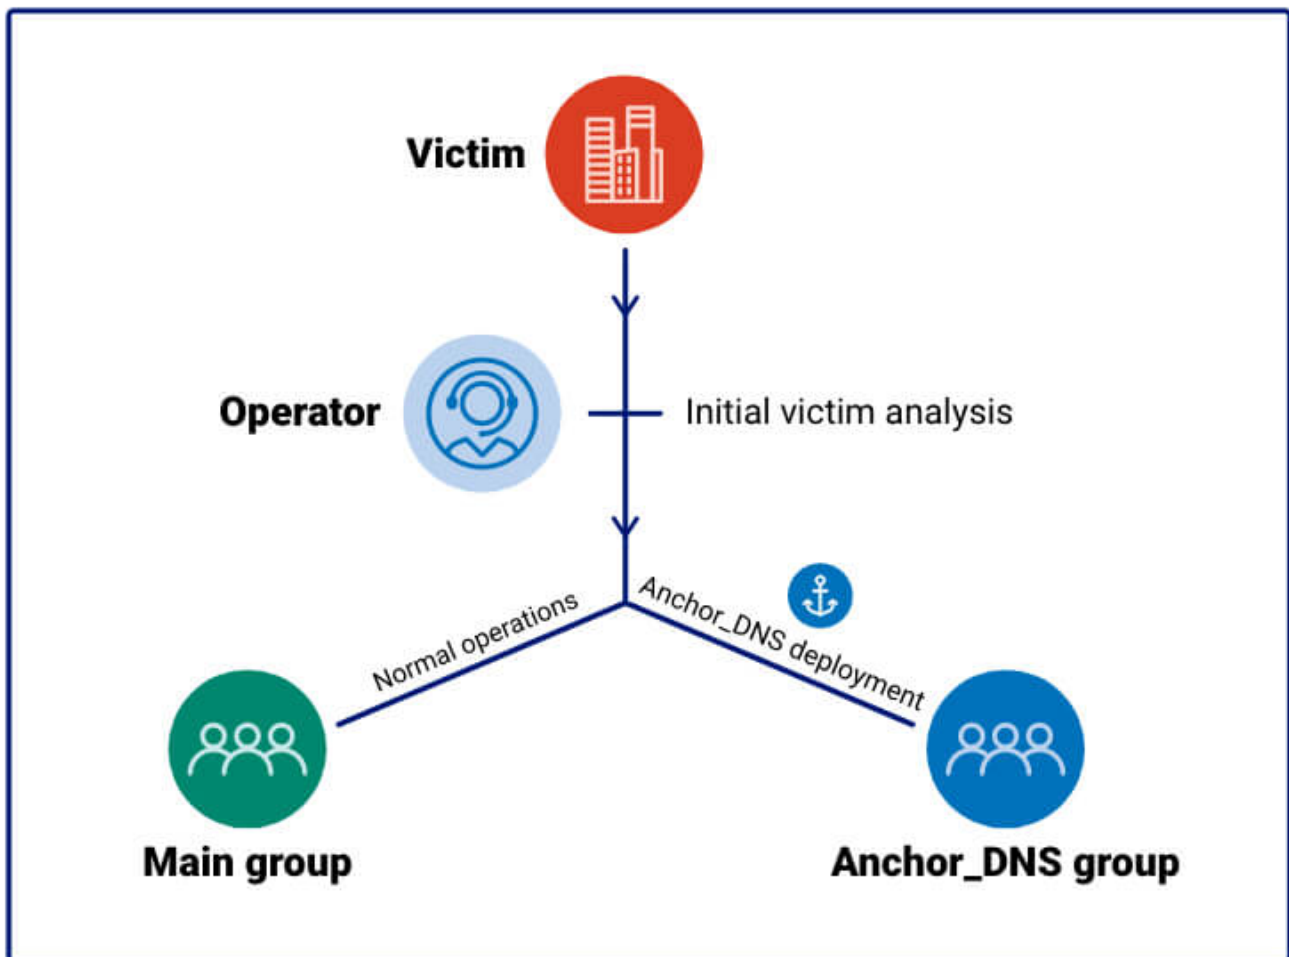 Victim
Operator
Initial victim analysis
Normal operations
Anchor_DNS deployment
Main group
Anchor_DNS group